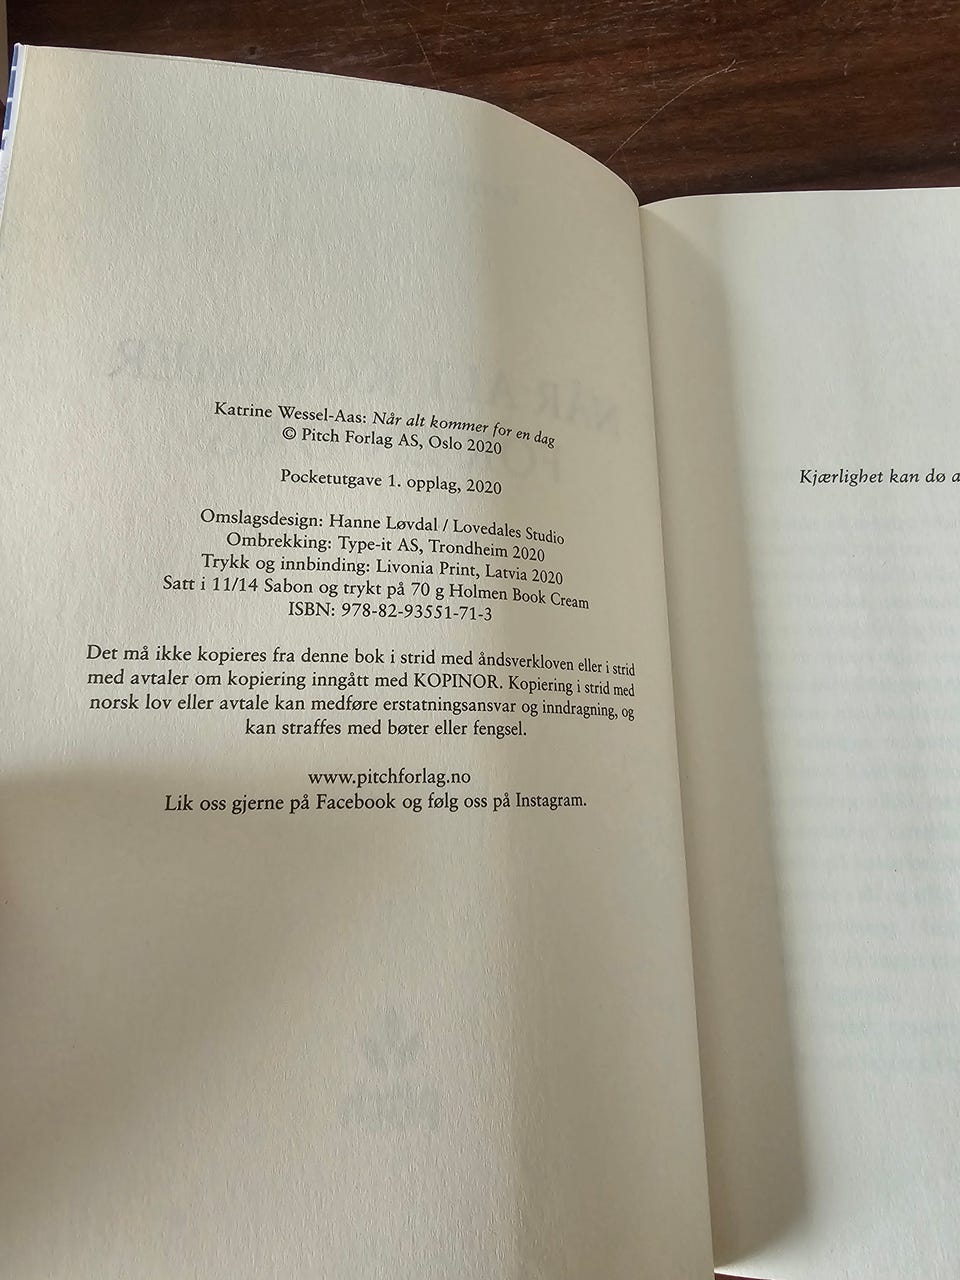 Katrine Wessel-Aas: Når alt kommer for en dag
© Pitch Forlag AS, Oslo 2020
Pocketutgave 1. opplag, 2020
Omslagsdesign: Hanne Løvdal / Lovedales Studio
Ombrekking: Type-it AS, Trondheim 2020
Trykk og innbinding: Livonia Print, Latvia 2020
Satt i 11/14 Sabon og trykt på 70 g Holmen Book Cream
ISBN: 978-82-93551-71-3
Det må ikke kopieres fra denne bok i strid med åndsverkloven eller i strid
med avtaler om kopiering inngått med KOPINOR. Kopiering i strid med
norsk lov eller avtale kan medføre erstatningsansvar og inndragning, og
kan straffes med bøter eller fengsel.
www.pitchforlag.no
Lik oss gjerne på Facebook og følg oss på Instagram.
Kjærlighet kan dø